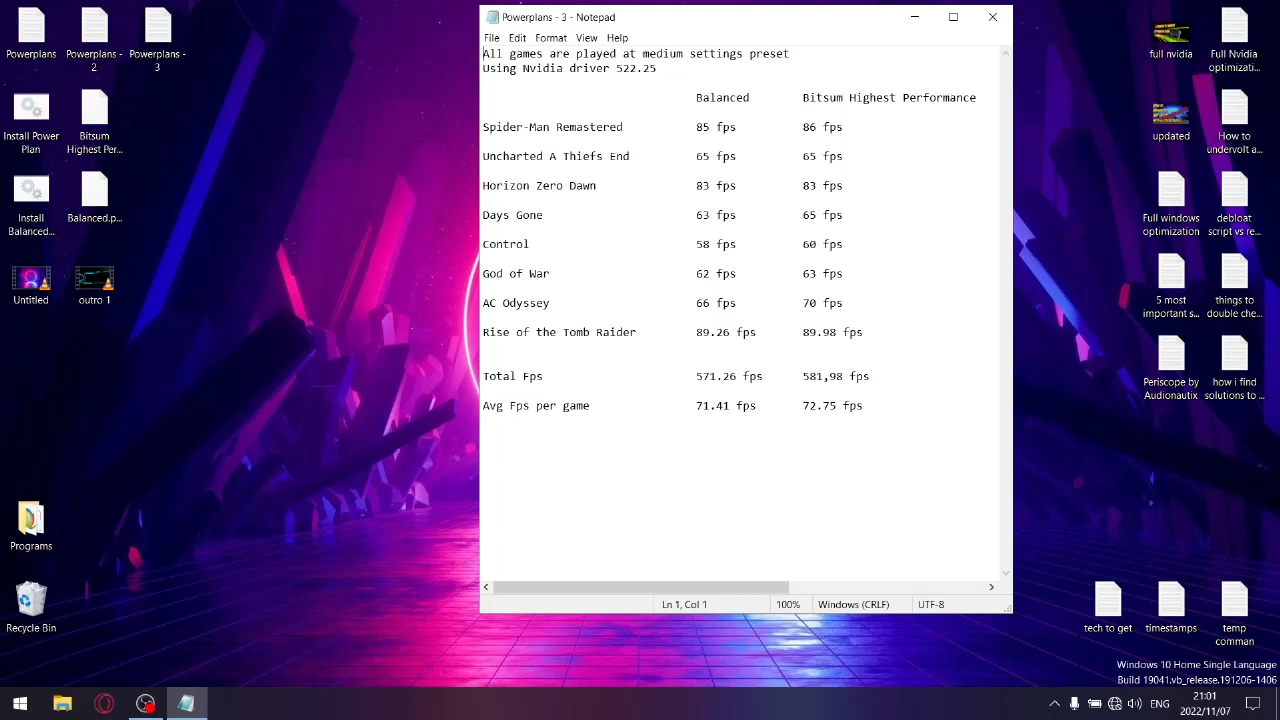 Powerplans - 3 - Notepad
File Edit Format View Help
All games are played at medium settings preset
Using Nvidia driver 522.25
Balanced Bitsum Highest Performance
Spider-Man Remastered 85 fps 86 fps
Uncharted A Thiefs End 65 fps 65 fps
Horizon Zero Dawn 83 fps 83 fps
Days Gone 63 fps 65 fps
Control 58 fps 60 fps
God of War 62 fps 63 fps
AC Odyssey 66 fps 70 fps
Rise of the Tomb Raider 89.26 fps 89.98 fps
Total Fps 571.26 fps 581,98 fps
Avg Fps per game 71.41 fps 72.75 fps
Ln 1, Col 1 100% Windows (CRLF) UTF-8
Powerplans
Powerplans - 2
Powerplans - 3
Install Power Plan
Bitsum Highest Per...
Install Balanced...
Balanced.p...
Untitled
outro 1
Programs
Recycle Bin
full nvidia
Full Nvidia optimizati...
updated
How to undervolt a...
Full windows optimization
debloat script vs re...
5 most important s...
things to double che...
Periscope by Audionautix
how i find solutions to ...
tech to get
timestamps
temp comman
Windows 10 Home Single Language
Build 19041.vb_release.191206-1406
ENG
21:01
2022/11/07